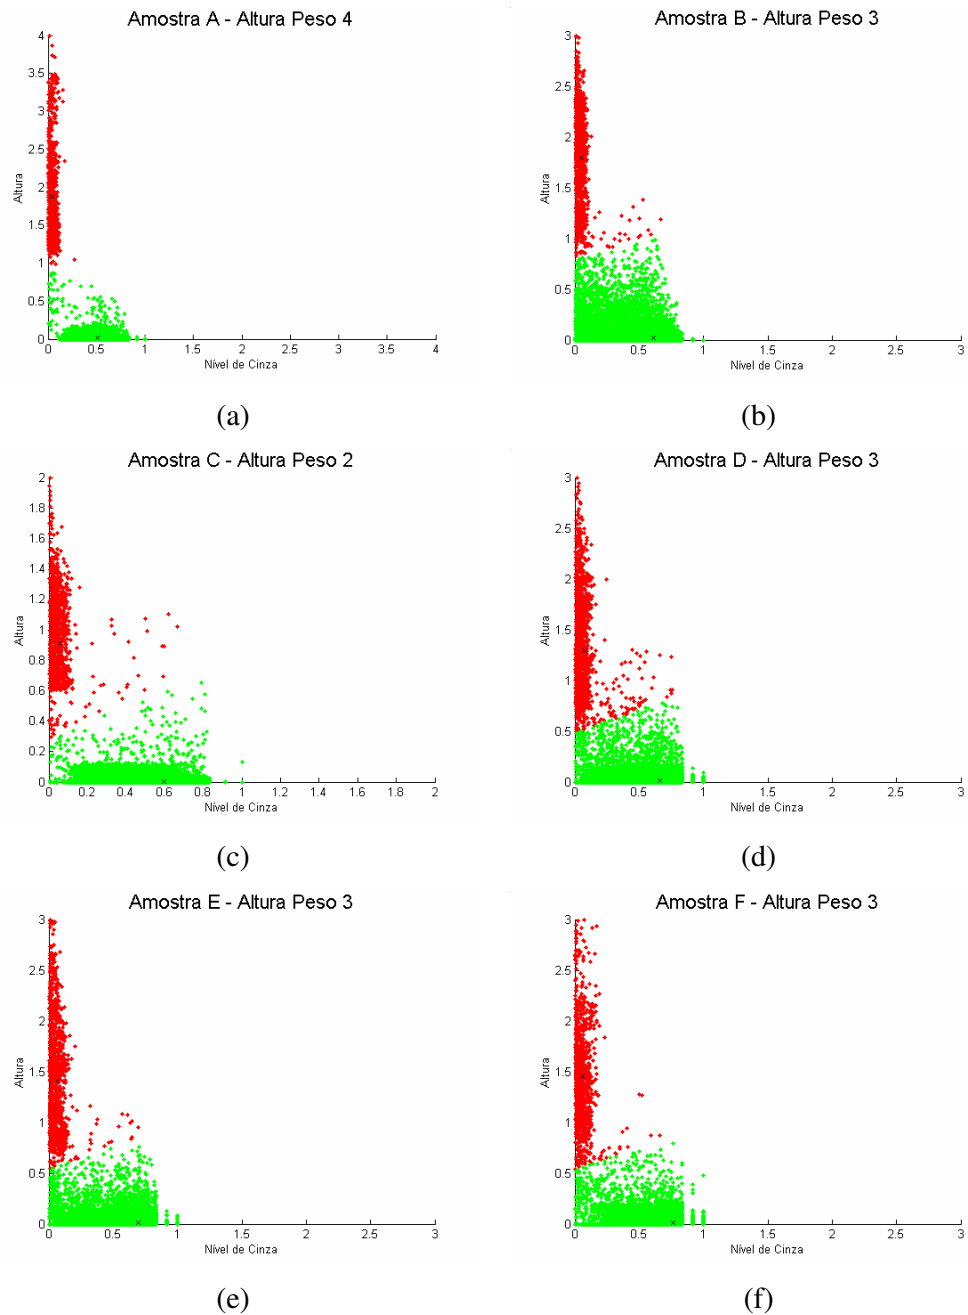 Amostra A - Altura Peso 4
4
3.5
3
2.5
2
1.5
1
0.5
0
Altura
0 0.5 1 1.5 2 2.5 3 3.5 4
Nível de Cinza
(a)
Amostra B - Altura Peso 3
3
2.5
2
1.5
1
0.5
0
Altura
0 0.5 1 1.5 2 2.5 3
Nível de Cinza
(b)
Amostra C - Altura Peso 2
2
1.8
1.6
1.4
1.2
1
0.8
0.6
0.4
0.2
0
Altura
0 0.2 0.4 0.6 0.8 1 1.2 1.4 1.6 1.8 2
Nível de Cinza
(c)
Amostra D - Altura Peso 3
3
2.5
2
1.5
1
0.5
0
Altura
0 0.5 1 1.5 2 2.5 3
Nível de Cinza
(d)
Amostra E - Altura Peso 3
3
2.5
2
1.5
1
0.5
0
Altura
0 0.5 1 1.5 2 2.5 3
Nível de Cinza
(e)
Amostra F - Altura Peso 3
3
2.5
2
1.5
1
0.5
0
Altura
0 0.5 1 1.5 2 2.5 3
Nível de Cinza
(f)